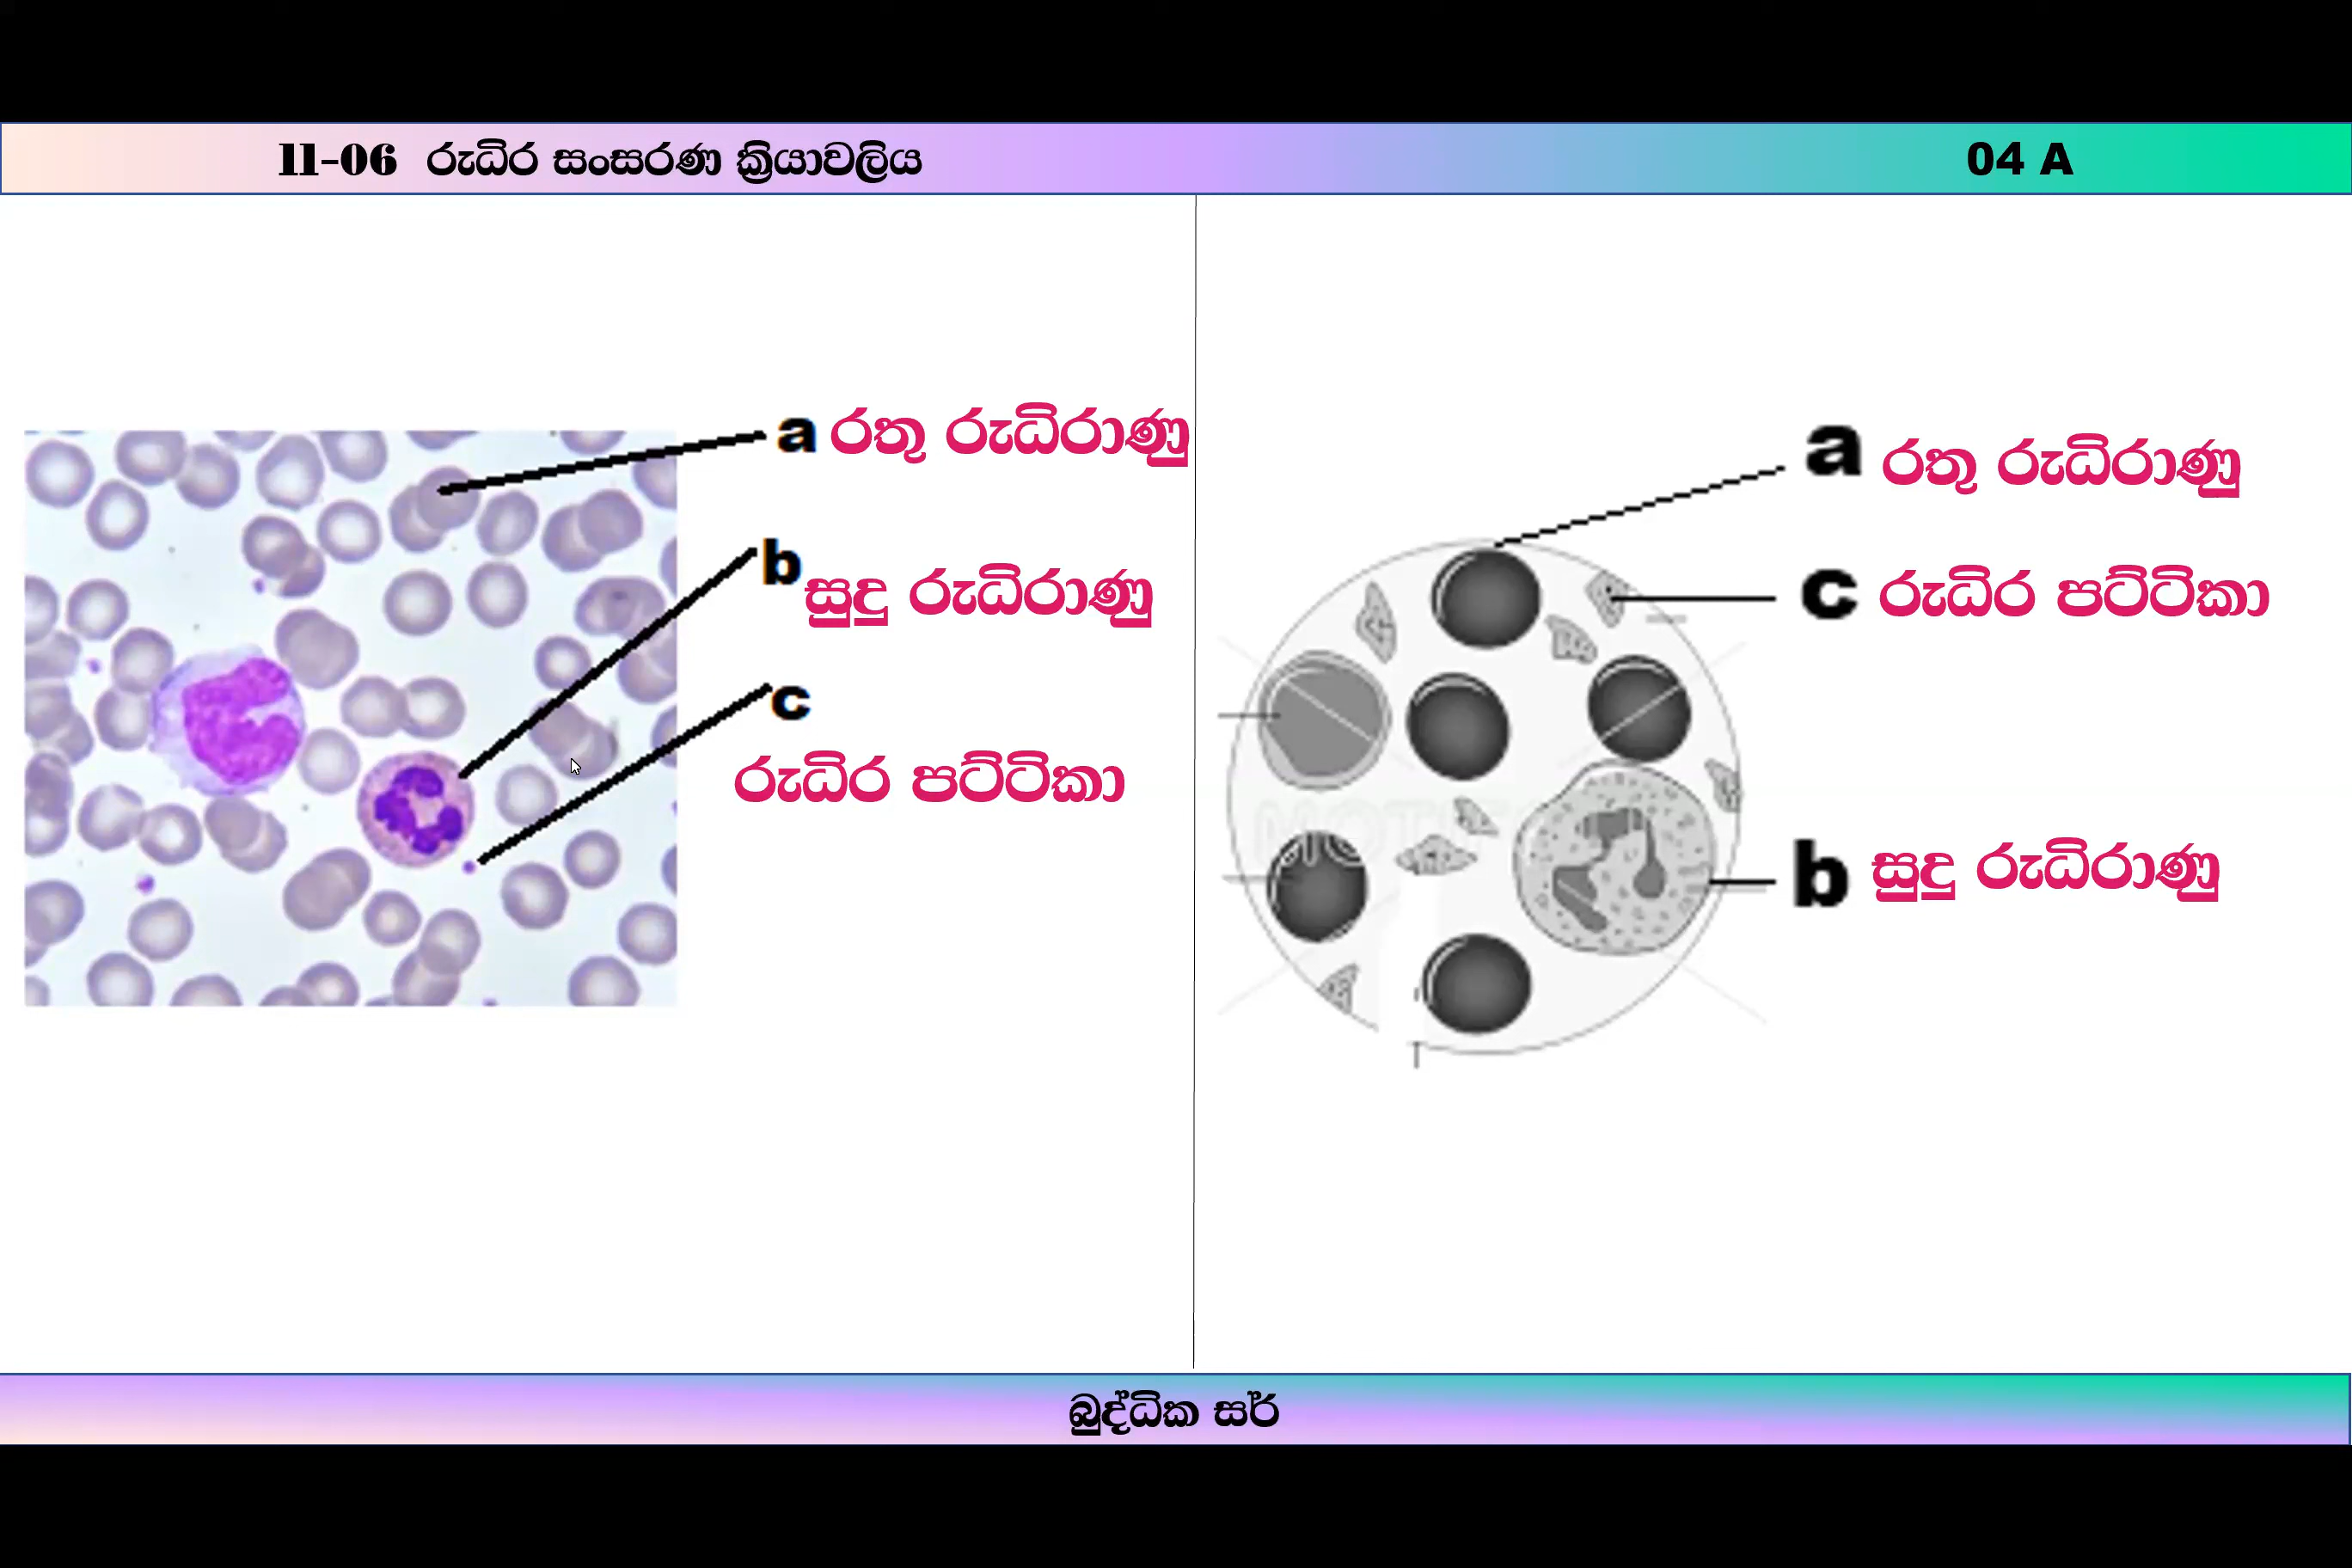 11-06 රුධිර සංසරණ ක්‍රියාවලිය
04 A
a රතු රුධිරාණු
b සුදු රුධිරාණු
c
රුධිර පට්ටිකා
a රතු රුධිරාණු
c රුධිර පට්ටිකා
b සුදු රුධිරාණු
බුද්ධික සර්